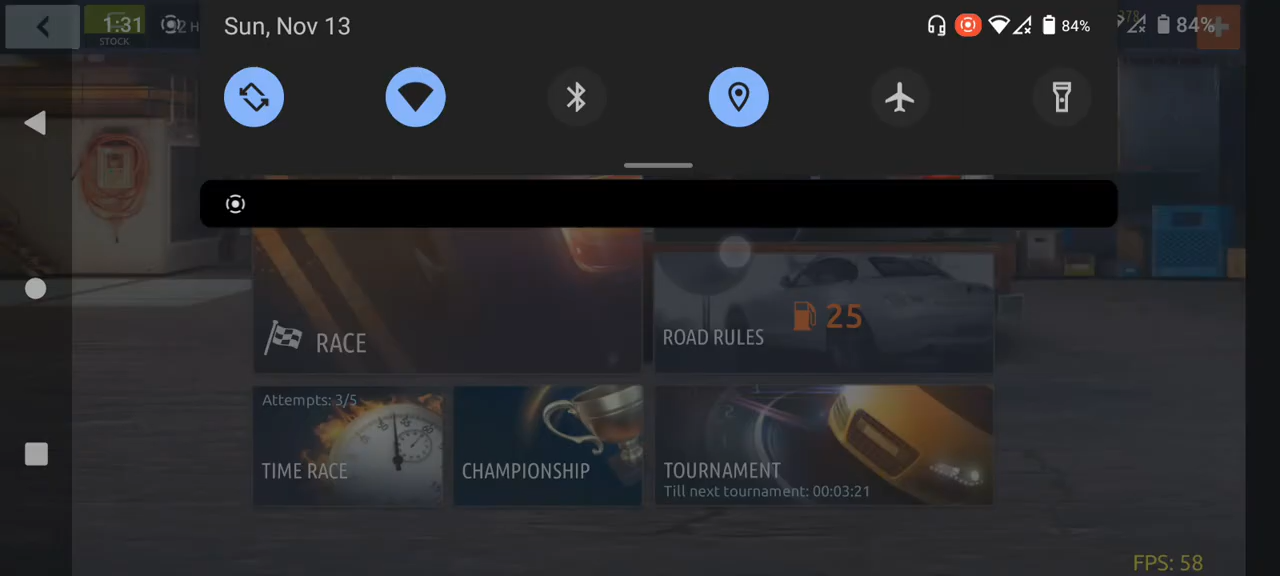 1:31
STOCK
Sun, Nov 13
84%
84%
RACE
25
ROAD RULES
Attempts: 3/5
TIME RACE
CHAMPIONSHIP
TOURNAMENT
Till next tournament: 00:03:21
FPS: 58